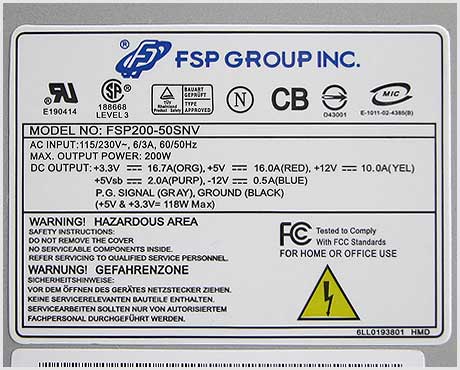 FSP GROUP INC.
E190414
188668
LEVEL 3
TÜV
Rheinland
Product Safety
BAUART
GEPRÜFT
TYPE
APPROVED
N
CB
D43001
MIC
E-1011-02-4385(B)
MODEL NO: FSP200-50SNV
AC INPUT: 115/230V~, 6/3A, 60/50Hz
MAX. OUTPUT POWER: 200W
DC OUTPUT: +3.3V ⎓ 16.7A(ORG), +5V ⎓ 16.0A(RED), +12V ⎓ 10.0A(YEL)
+5Vsb ⎓ 2.0A(PURP), -12V ⎓ 0.5A(BLUE)
P.G. SIGNAL (GRAY), GROUND (BLACK)
(+5V & +3.3V= 118W Max)
WARNING! HAZARDOUS AREA
SAFETY INSTRUCTIONS:
DO NOT REMOVE THE COVER
NO SERVICEABLE COMPONENTS INSIDE.
REFER SERVICING TO QUALIFIED SERVICE PERSONNEL.
WARNUNG! GEFAHRENZONE
SICHERHEITSHINWEISE:
VOR DEM ÖFFNEN DES GERÄTES NETZSTECKER ZIEHEN.
KEINE SERVICERELEVANTEN BAUTEILE ENTHALTEN.
SERVICEARBEITEN SOLLTEN NUR VON AUTORISIERTEM
FACHPERSONAL DURCHGEFÜHRT WERDEN.
FCC Tested to Comply
With FCC Standards
FOR HOME OR OFFICE USE
6LL0193801 HMD